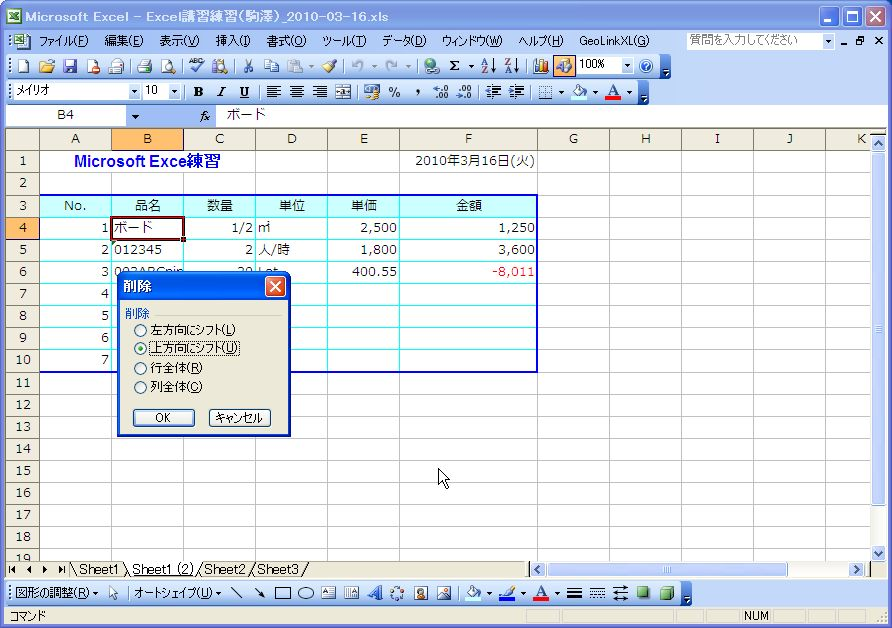 Microsoft Excel - Excel講習練習(駒澤)_2010-03-16.xls
ファイル(F) 編集(E) 表示(V) 挿入(I) 書式(O) ツール(T) データ(D) ウィンドウ(W) ヘルプ(H) GeoLinkXL(G) 質問を入力してください
100%
メイリオ 10 B I U
B4 fx ボード
A B C D E F G H I J K
1 Microsoft Exce練習 2010年3月16日(火)
2
3 No. 品名 数量 単位 単価 金額
4 1 ボード 1/2 ㎡ 2,500 1,250
5 2 012345 2 人/時 1,800 3,600
6 3 400.55 -8,011
7 4
8 5
9 6
10 7
11
12
13
14
15
16
17
18
19
削除
削除
左方向にシフト(L)
上方向にシフト(U)
行全体(R)
列全体(C)
OK キャンセル
Sheet1 Sheet1 (2) Sheet2 Sheet3
図形の調整(R) オートシェイプ(U)
コマンド NUM